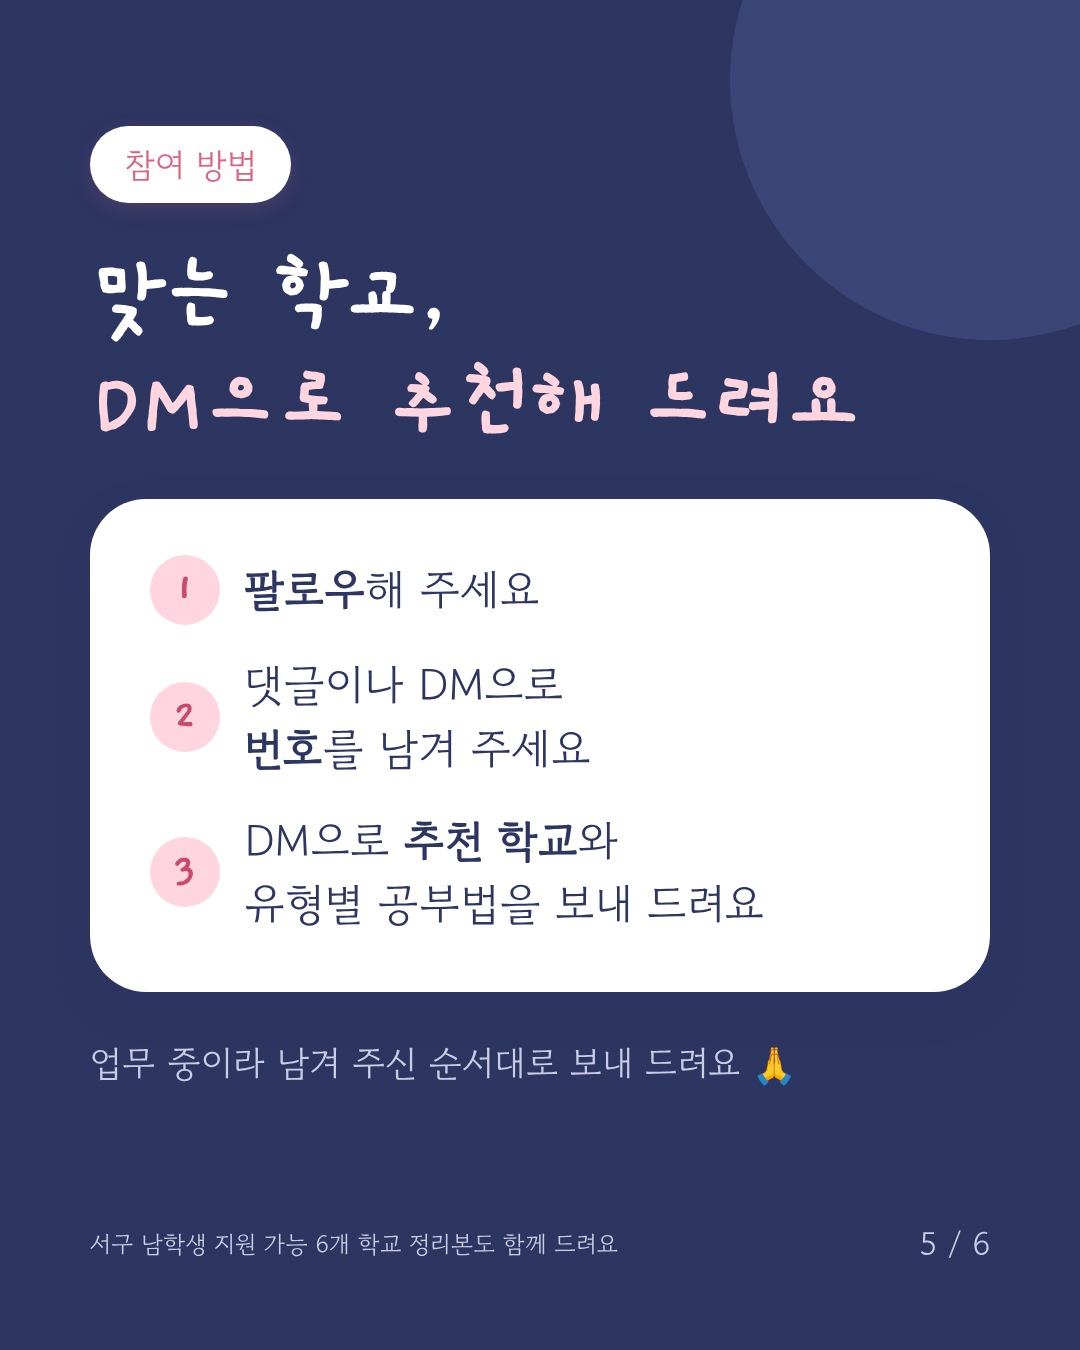 참여 방법
맞는 학교,
DM으로 추천해 드려요
1 팔로우해 주세요
2 댓글이나 DM으로
번호를 남겨 주세요
3 DM으로 추천 학교와
유형별 공부법을 보내 드려요
업무 중이라 남겨 주신 순서대로 보내 드려요 🙏
서구 남학생 지원 가능 6개 학교 정리본도 함께 드려요
5 / 6